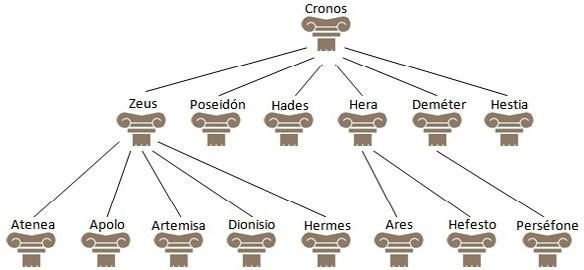 Cronos
Zeus Poseidón Hades Hera Deméter Hestia
Atenea Apolo Artemisa Dionisio Hermes Ares Hefesto Perséfone